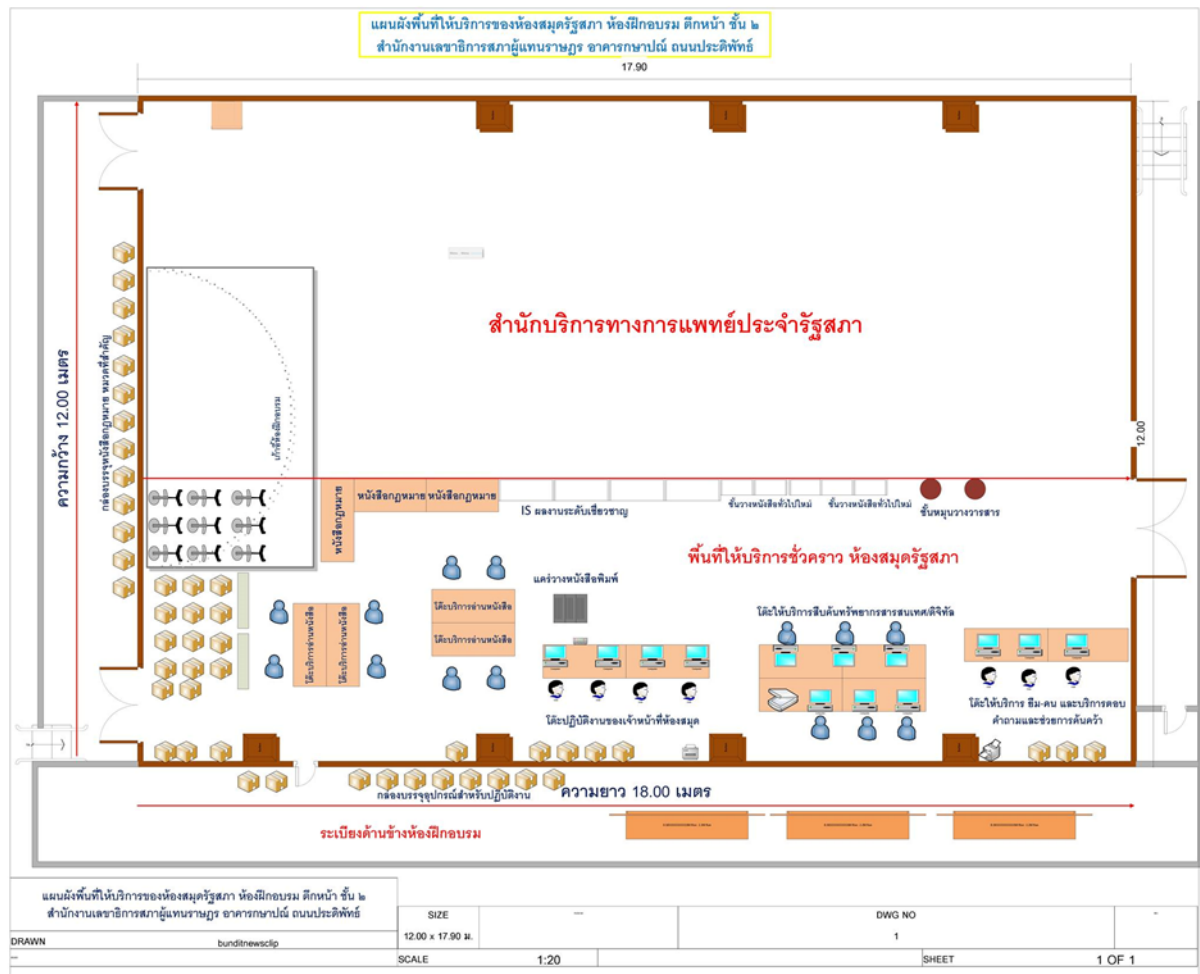 แผนผังพื้นที่ให้บริการของห้องสมุดรัฐสภา ห้องฝึกอบรม ตึกหน้า ชั้น ๒
สำนักงานเลขาธิการสภาผู้แทนราษฎร อาคารกษาปณ์ ถนนประดิพัทธ์
17.90
ความกว้าง 12.00 เมตร
กล่องบรรจุหนังสือกฎหมาย หมวดที่สำคัญ
เก้าอี้ห้องฝึกอบรม
สำนักบริการทางการแพทย์ประจำรัฐสภา
12.00
หนังสือกฎหมาย
หนังสือกฎหมาย
หนังสือกฎหมาย
IS ผลงานระดับเชี่ยวชาญ
ชั้นวางหนังสือทั่วไปใหม่
ชั้นวางหนังสือทั่วไปใหม่
ชั้นหมุนวางวารสาร
พื้นที่ให้บริการชั่วคราว ห้องสมุดรัฐสภา
แคร่วางหนังสือพิมพ์
โต๊ะบริการอ่านหนังสือ
โต๊ะบริการอ่านหนังสือ
โต๊ะบริการอ่านหนังสือ
โต๊ะบริการอ่านหนังสือ
โต๊ะให้บริการสืบค้นทรัพยากรสารสนเทศ/ดิจิทัล
โต๊ะปฏิบัติงานของเจ้าหน้าที่ห้องสมุด
โต๊ะให้บริการ ยืม-คืน และบริการตอบ
คำถามและช่วยการค้นคว้า
กล่องบรรจุอุปกรณ์สำหรับปฏิบัติงาน
ความยาว 18.00 เมตร
ระเบียงด้านข้างห้องฝึกอบรม
แผนผังพื้นที่ให้บริการของห้องสมุดรัฐสภา ห้องฝึกอบรม ตึกหน้า ชั้น ๒
สำนักงานเลขาธิการสภาผู้แทนราษฎร อาคารกษาปณ์ ถนนประดิพัทธ์
DRAWN bunditnewsclip
SIZE
12.00 x 17.90 ม.
DWG NO
1
SCALE 1:20
SHEET 1 OF 1